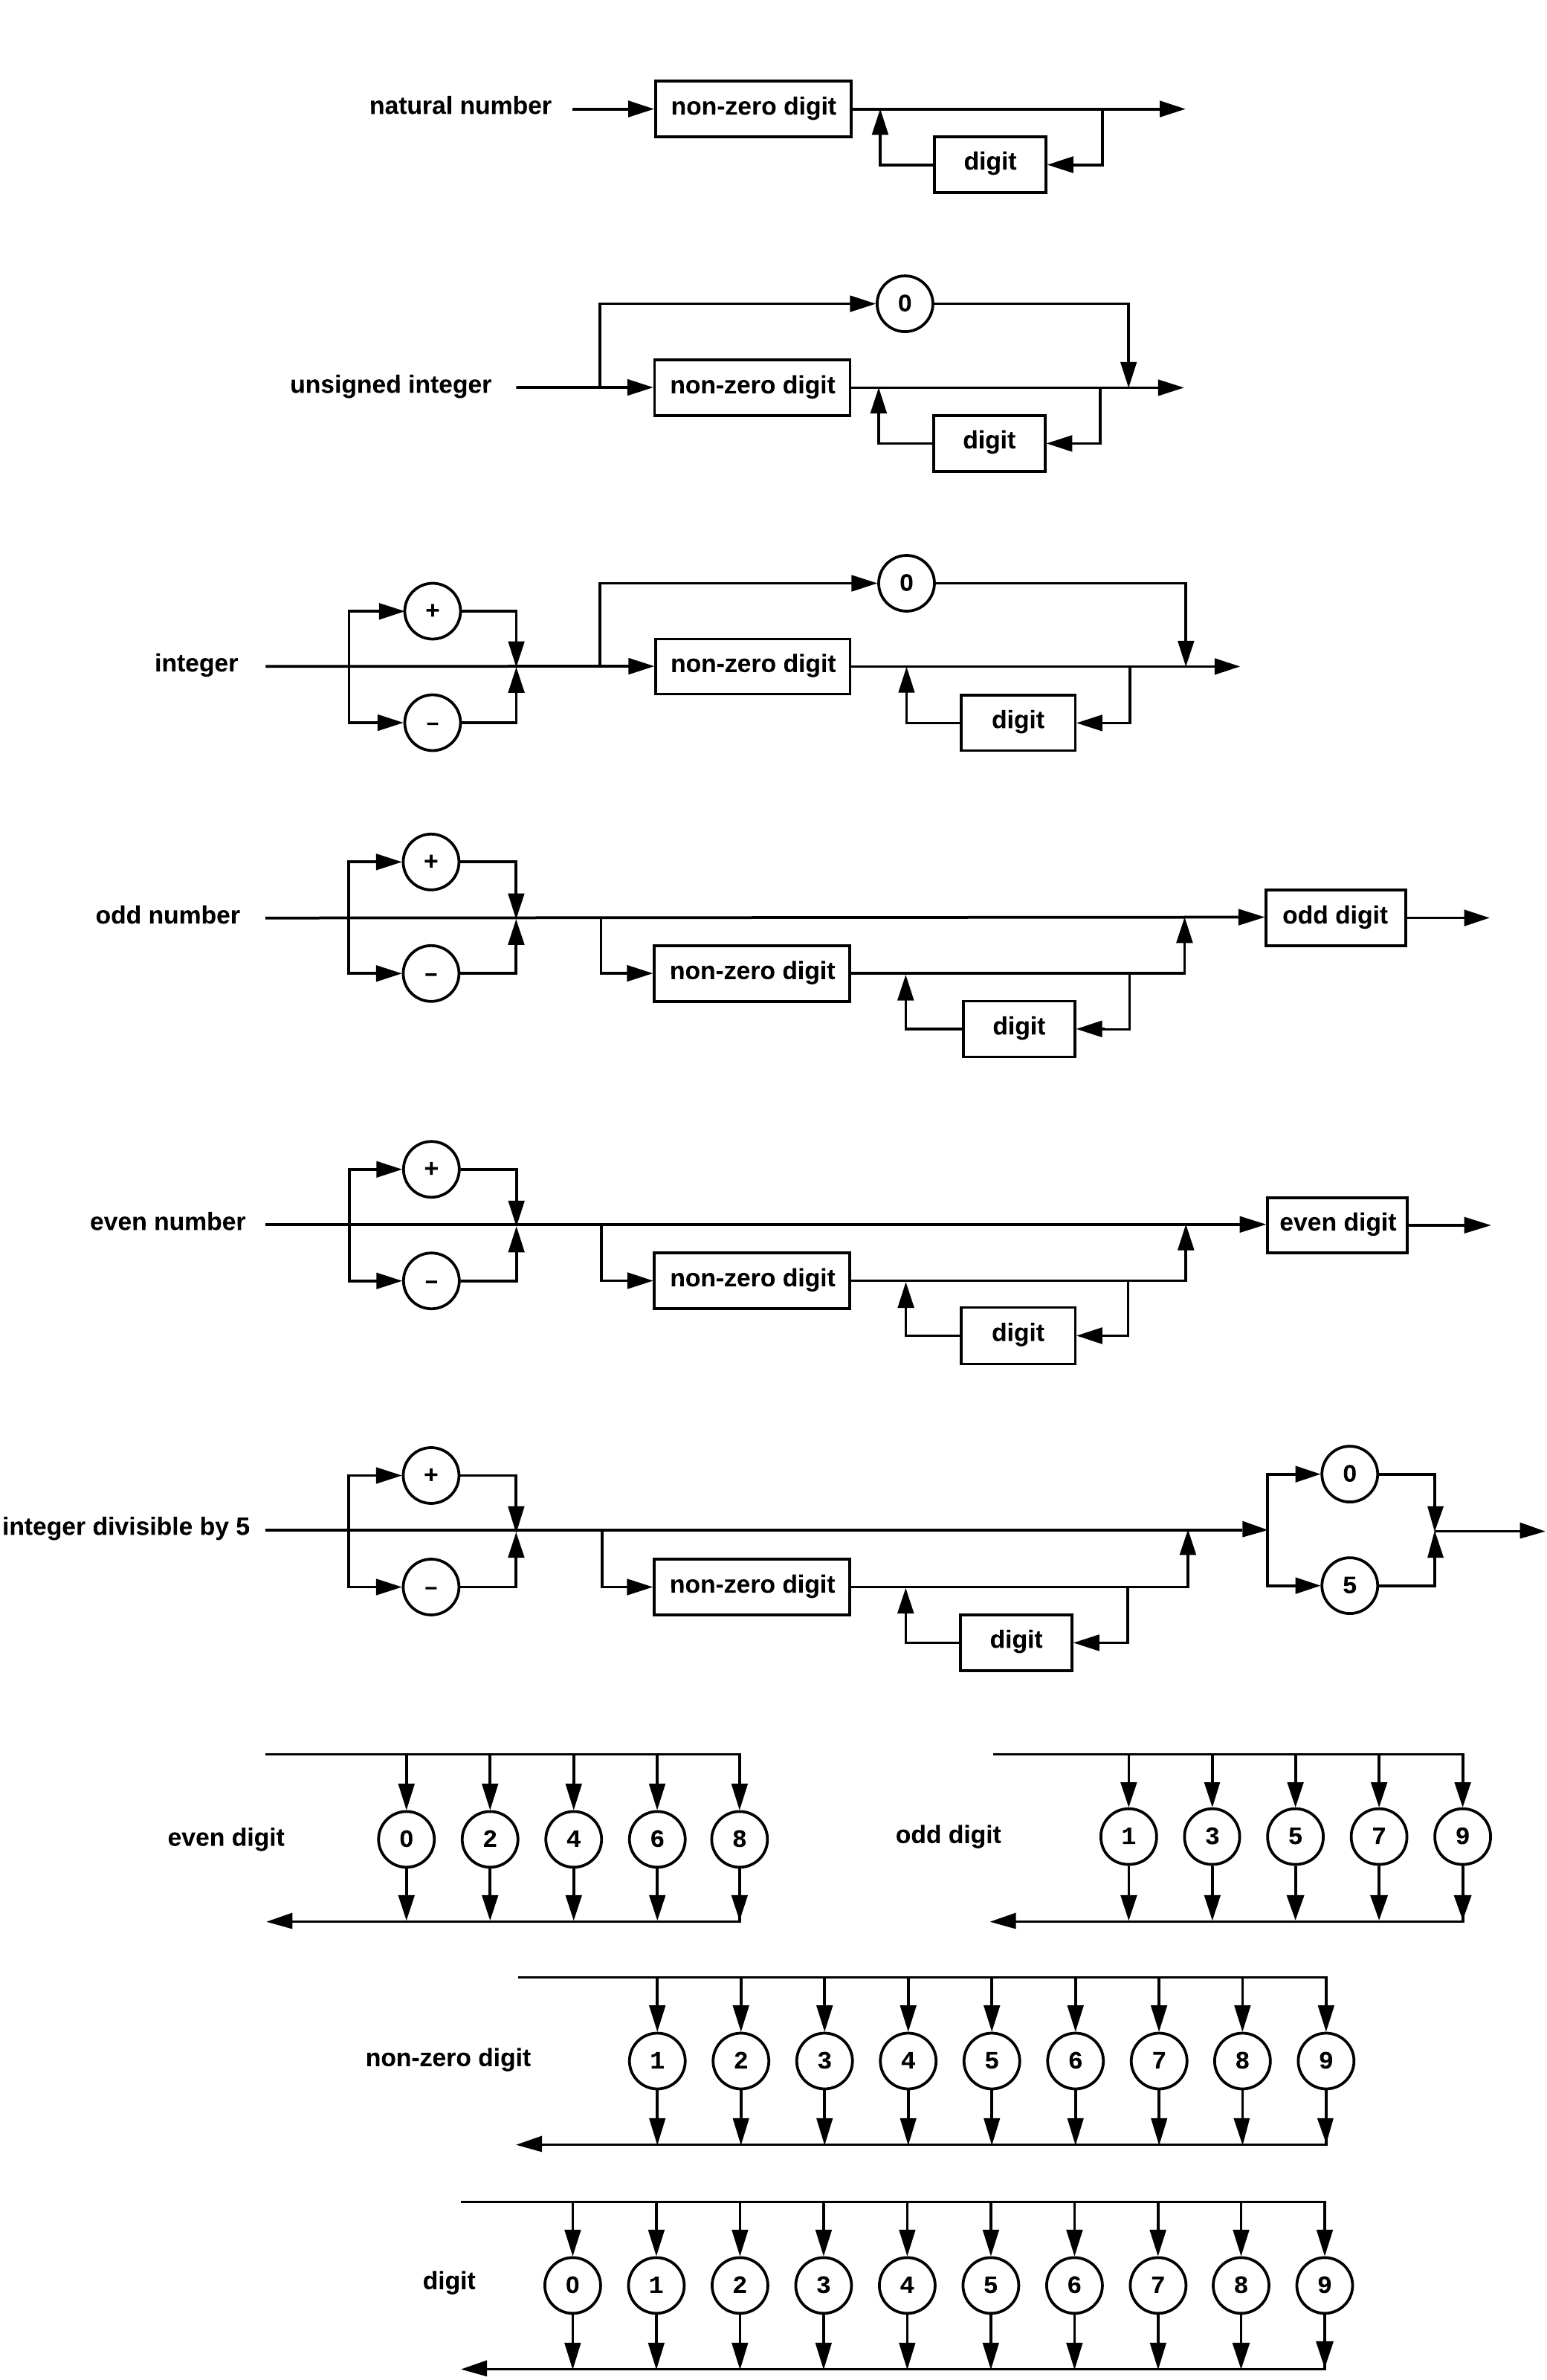 natural number non-zero digit
digit
0
unsigned integer non-zero digit
digit
0
+
integer non-zero digit
– digit
+
odd number odd digit
– non-zero digit
digit
+
even number even digit
– non-zero digit
digit
+ 0
integer divisible by 5
– non-zero digit 5
digit
even digit 0 2 4 6 8
odd digit 1 3 5 7 9
non-zero digit 1 2 3 4 5 6 7 8 9
digit 0 1 2 3 4 5 6 7 8 9